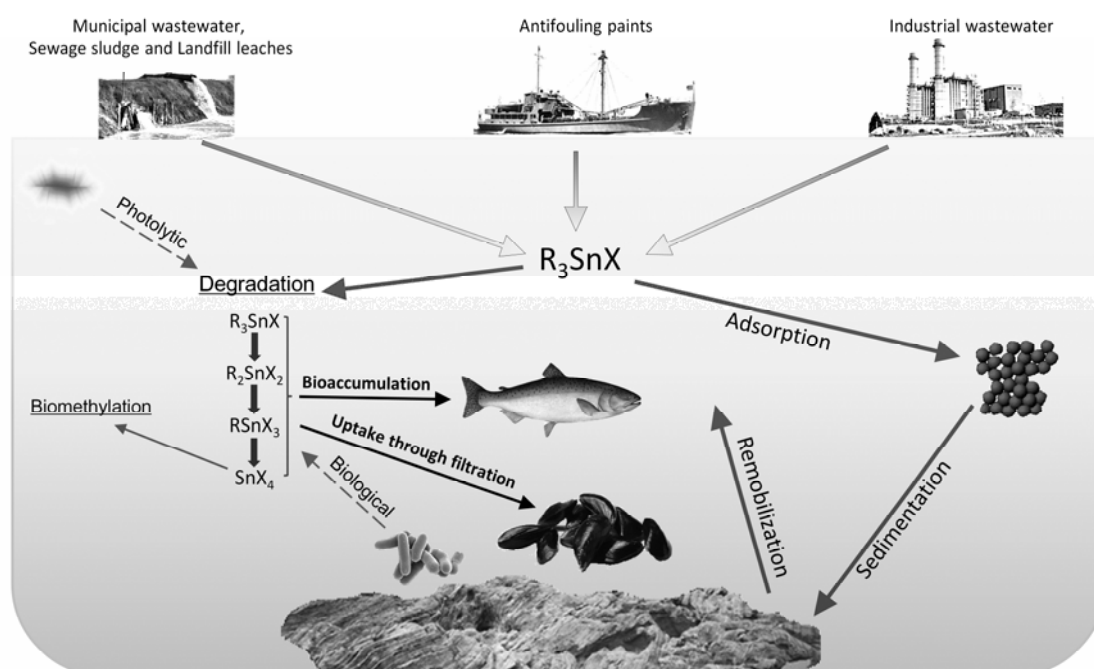 Municipal wastewater,
Sewage sludge and Landfill leaches
Antifouling paints
Industrial wastewater
Photolytic
R₃SnX
Degradation
Adsorption
R₃SnX
R₂SnX₂
RSnX₃
SnX₄
Biomethylation
Bioaccumulation
Uptake through filtration
Biological
Remobilization
Sedimentation